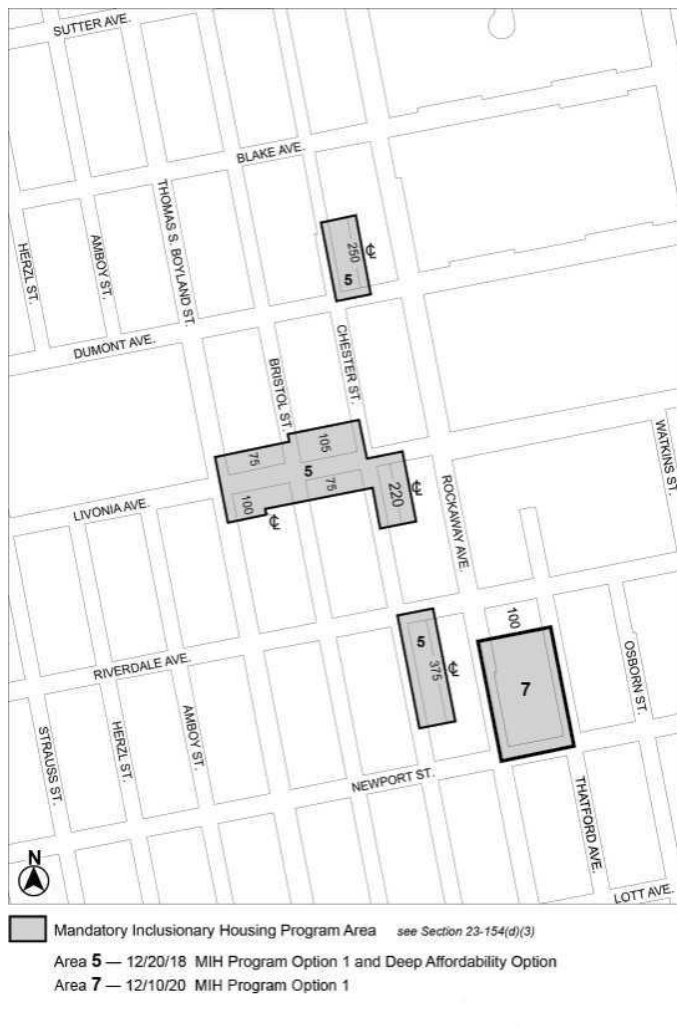 SUTTER AVE.
BLAKE AVE.
THOMAS S. BOYLAND ST.
AMBOY ST.
HERZL ST.
250
℄
5
DUMONT AVE.
CHESTER ST.
BRISTOL ST.
105
75
5
75
100
220
℄
℄
WATKINS ST.
ROCKAWAY AVE.
LIVONIA AVE.
100
5
375
℄
7
OSBORN ST.
RIVERDALE AVE.
AMBOY ST.
HERZL ST.
STRAUSS ST.
NEWPORT ST.
THATFORD AVE.
N
LOTT AVE.
Mandatory Inclusionary Housing Program Area see Section 23-154(d)(3)
Area 5 — 12/20/18 MIH Program Option 1 and Deep Affordability Option
Area 7 — 12/10/20 MIH Program Option 1